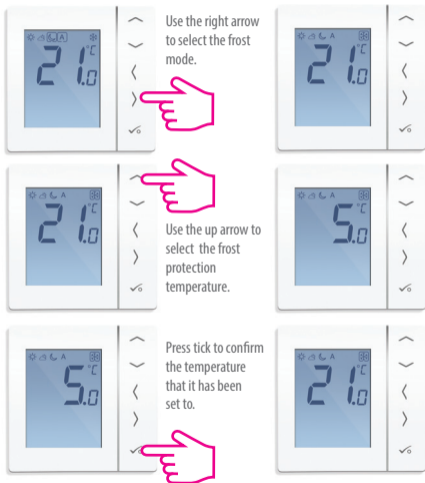 Use the right arrow
to select the frost
mode.
A
21.0 °C
21.0 °C
A
21.0 °C
Use the up arrow to
select the frost
protection
temperature.
A
5.0 °C
A
5.0 °C
Press tick to confirm
the temperature
that it has been
set to.
A
21.0 °C